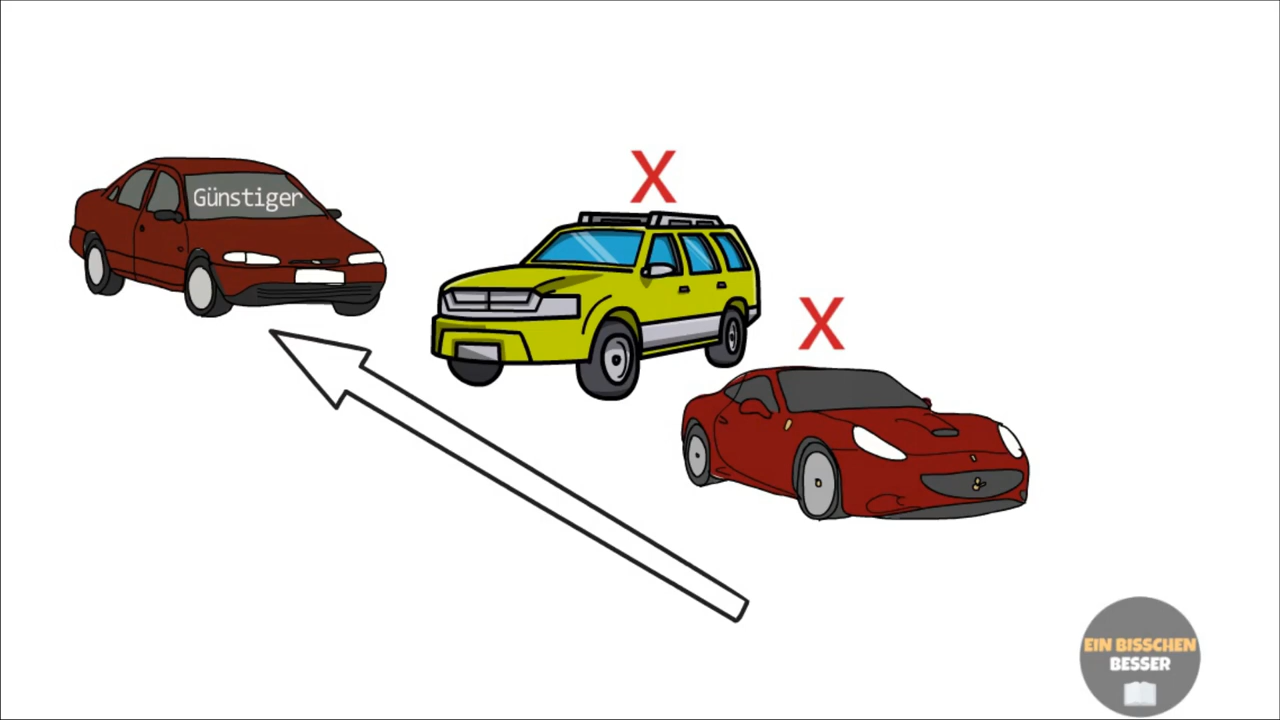 Günstiger
X
X
EIN BISSCHEN
BESSER